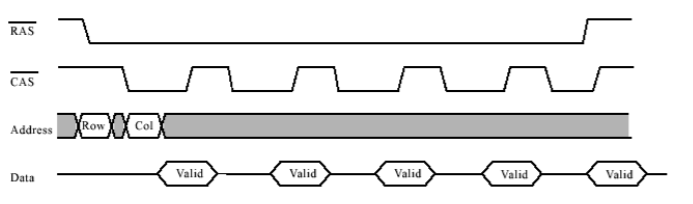 RAS
CAS
Address Row Col
Data Valid Valid Valid Valid Valid